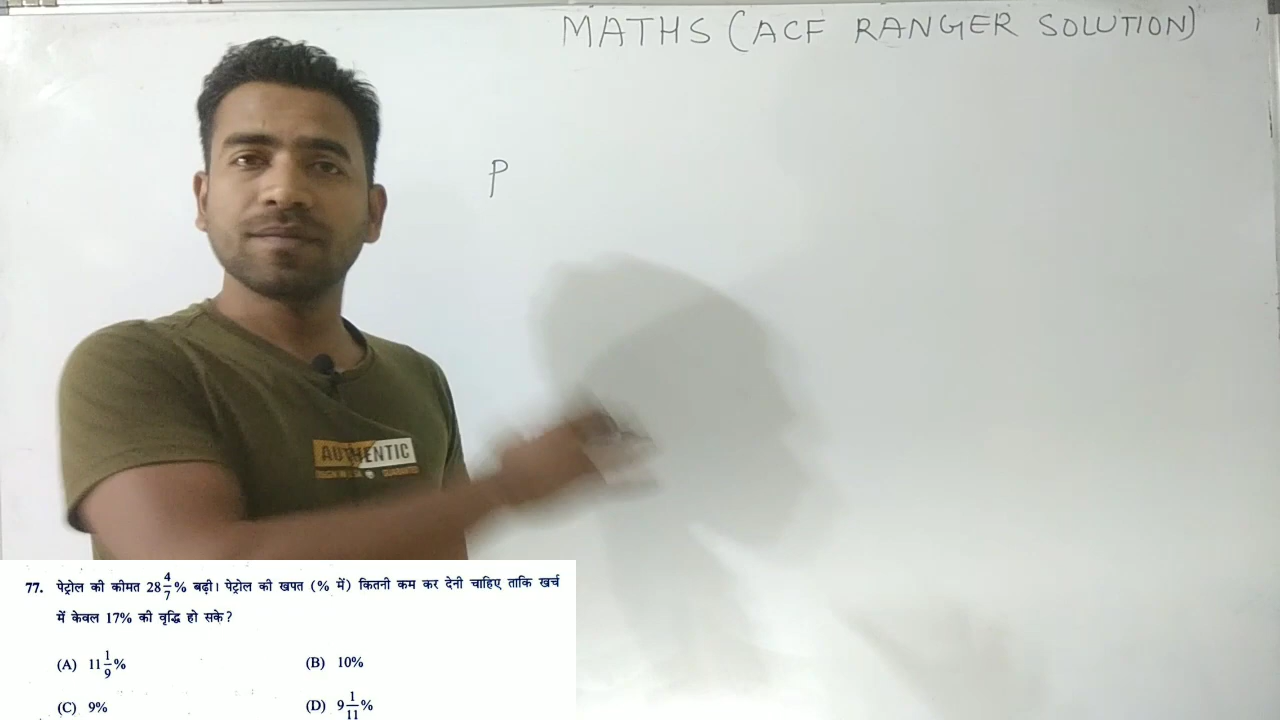 MATHS (ACF RANGER SOLUTION)
P
AUTHENTIC
77. पेट्रोल की कीमत 28 4/7% बढ़ी। पेट्रोल की खपत (% में) कितनी कम कर देनी चाहिए ताकि खर्च
में केवल 17% की वृद्धि हो सके?
(A) 11 1/9% (B) 10%
(C) 9% (D) 9 1/11%